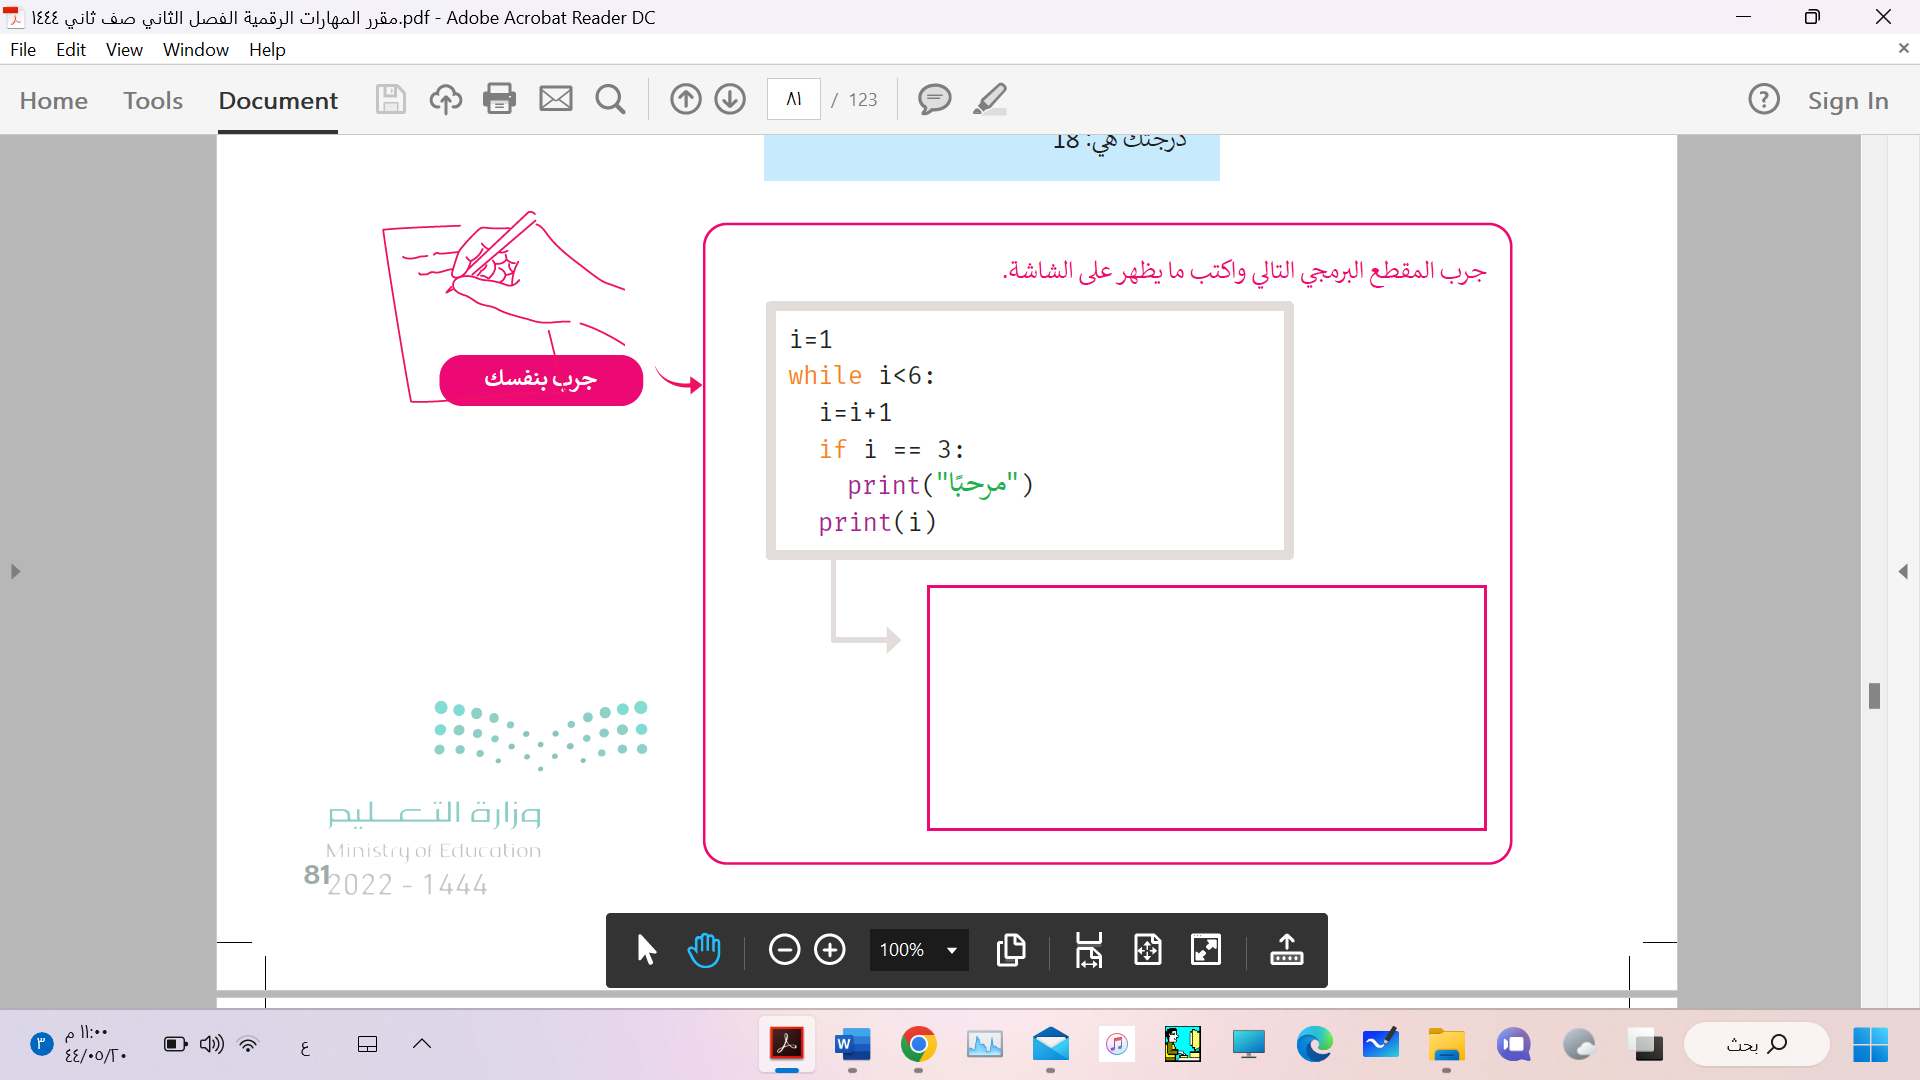 مقرر المهارات الرقمية الفصل الثاني صف ثاني ١٤٤٤.pdf - Adobe Acrobat Reader DC
File Edit View Window Help
Home Tools Document ٨١ / 123 Sign In
درجتك هي: 18
جرب المقطع البرمجي التالي واكتب ما يظهر على الشاشة.
i=1
while i<6:
i=i+1
if i == 3:
print("مرحبًا")
print(i)
جرب بنفسك
وزارة التعليم
Ministry of Education
2022 - 1444
81
100%
١١:٠٠ م
٤٤/٠٥/٢٠
٣
ع
بحث